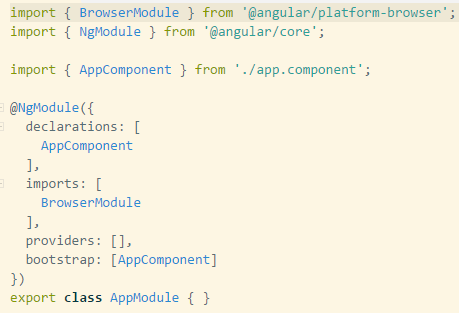 import { BrowserModule } from '@angular/platform-browser';
import { NgModule } from '@angular/core';
import { AppComponent } from './app.component';
@NgModule({
declarations: [
AppComponent
],
imports: [
BrowserModule
],
providers: [],
bootstrap: [AppComponent]
})
export class AppModule { }